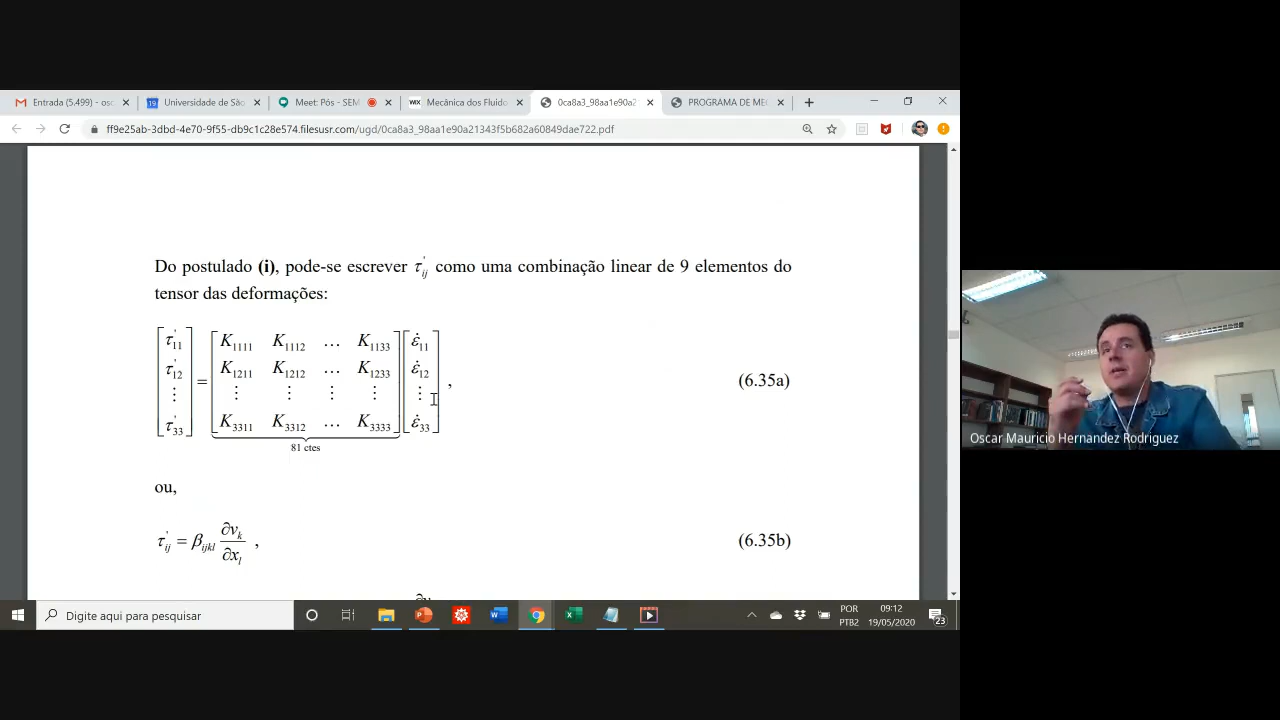 Entrada (5.499) - osc
Universidade de São
Meet: Pós - SEM
WIX Mecânica dos Fluido
0ca8a3_98aa1e90a2
PROGRAMA DE ME
ff9e25ab-3dbd-4e70-9f55-db9c1c28e574.filesusr.com/ugd/0ca8a3_98aa1e90a21343f5b682a60849dae722.pdf
Do postulado (i), pode-se escrever τ'ij como uma combinação linear de 9 elementos do
tensor das deformações:
[τ'11 τ'12 ⋮ τ'33] = [K1111 K1112 … K1133
K1211 K1212 … K1233
⋮ ⋮ ⋮ ⋮
K3311 K3312 … K3333] [ε̇11 ε̇12 ⋮ ε̇33] , (6.35a)
81 ctes
ou,
τ'ij = βijkl ∂vk/∂xl , (6.35b)
Oscar Mauricio Hernandez Rodriguez
Digite aqui para pesquisar
POR
PTB2
09:12
19/05/2020
23